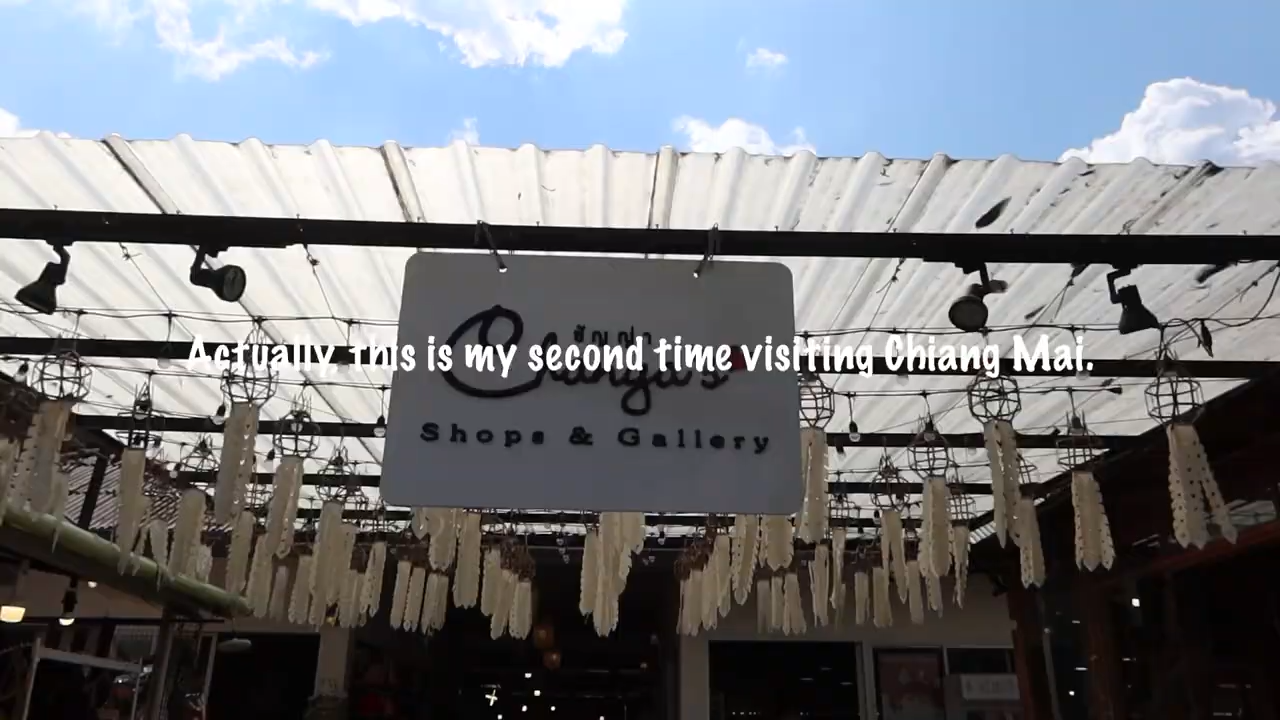 Actually, this is my second time visiting Chiang Mai.
Shops & Gallery